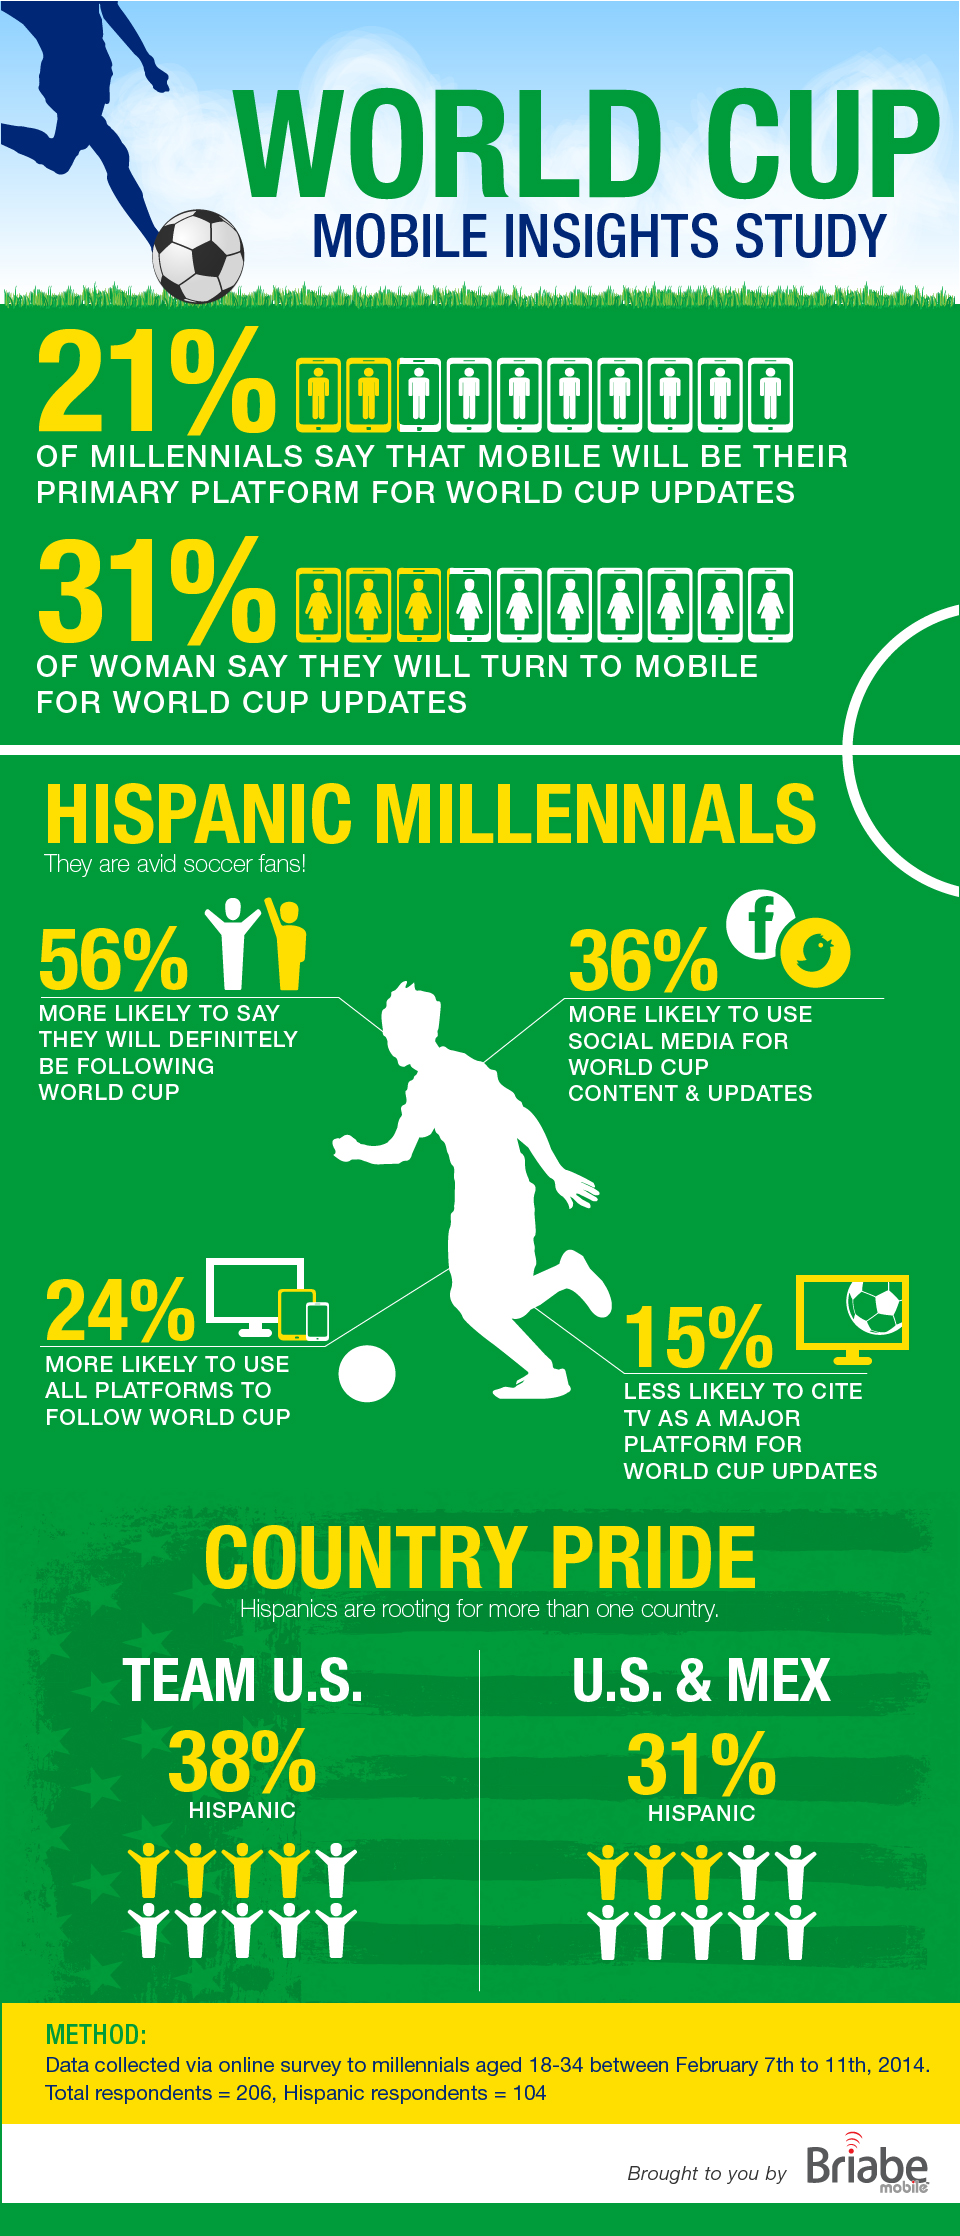 WORLD CUP
MOBILE INSIGHTS STUDY
21%
OF MILLENNIALS SAY THAT MOBILE WILL BE THEIR
PRIMARY PLATFORM FOR WORLD CUP UPDATES
31%
OF WOMAN SAY THEY WILL TURN TO MOBILE
FOR WORLD CUP UPDATES
HISPANIC MILLENNIALS
They are avid soccer fans!
56%
MORE LIKELY TO SAY
THEY WILL DEFINITELY
BE FOLLOWING
WORLD CUP
36%
f
MORE LIKELY TO USE
SOCIAL MEDIA FOR
WORLD CUP
CONTENT & UPDATES
24%
MORE LIKELY TO USE
ALL PLATFORMS TO
FOLLOW WORLD CUP
15%
LESS LIKELY TO CITE
TV AS A MAJOR
PLATFORM FOR
WORLD CUP UPDATES
COUNTRY PRIDE
Hispanics are rooting for more than one country.
TEAM U.S.
38%
HISPANIC
U.S. & MEX
31%
HISPANIC
METHOD:
Data collected via online survey to millennials aged 18-34 between February 7th to 11th, 2014.
Total respondents = 206, Hispanic respondents = 104
Brought to you by Briabe
mobile